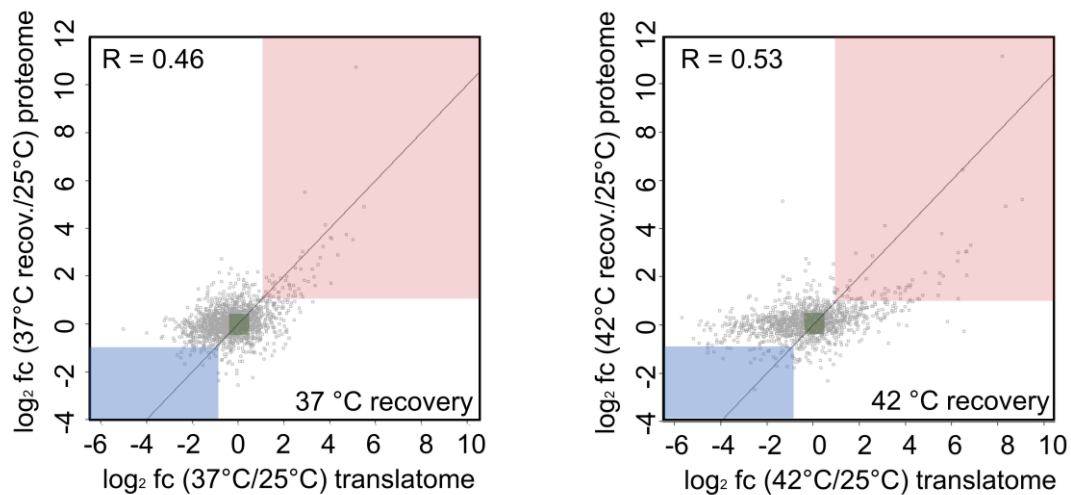 R = 0.46
12
10
8
6
4
2
0
-2
-4
log₂ fc (37°C recov./25°C) proteome
37 °C recovery
-6 -4 -2 0 2 4 6 8 10
log₂ fc (37°C/25°C) translatome
R = 0.53
12
10
8
6
4
2
0
-2
-4
log₂ fc (42°C recov./25°C) proteome
42 °C recovery
-6 -4 -2 0 2 4 6 8 10
log₂ fc (42°C/25°C) translatome